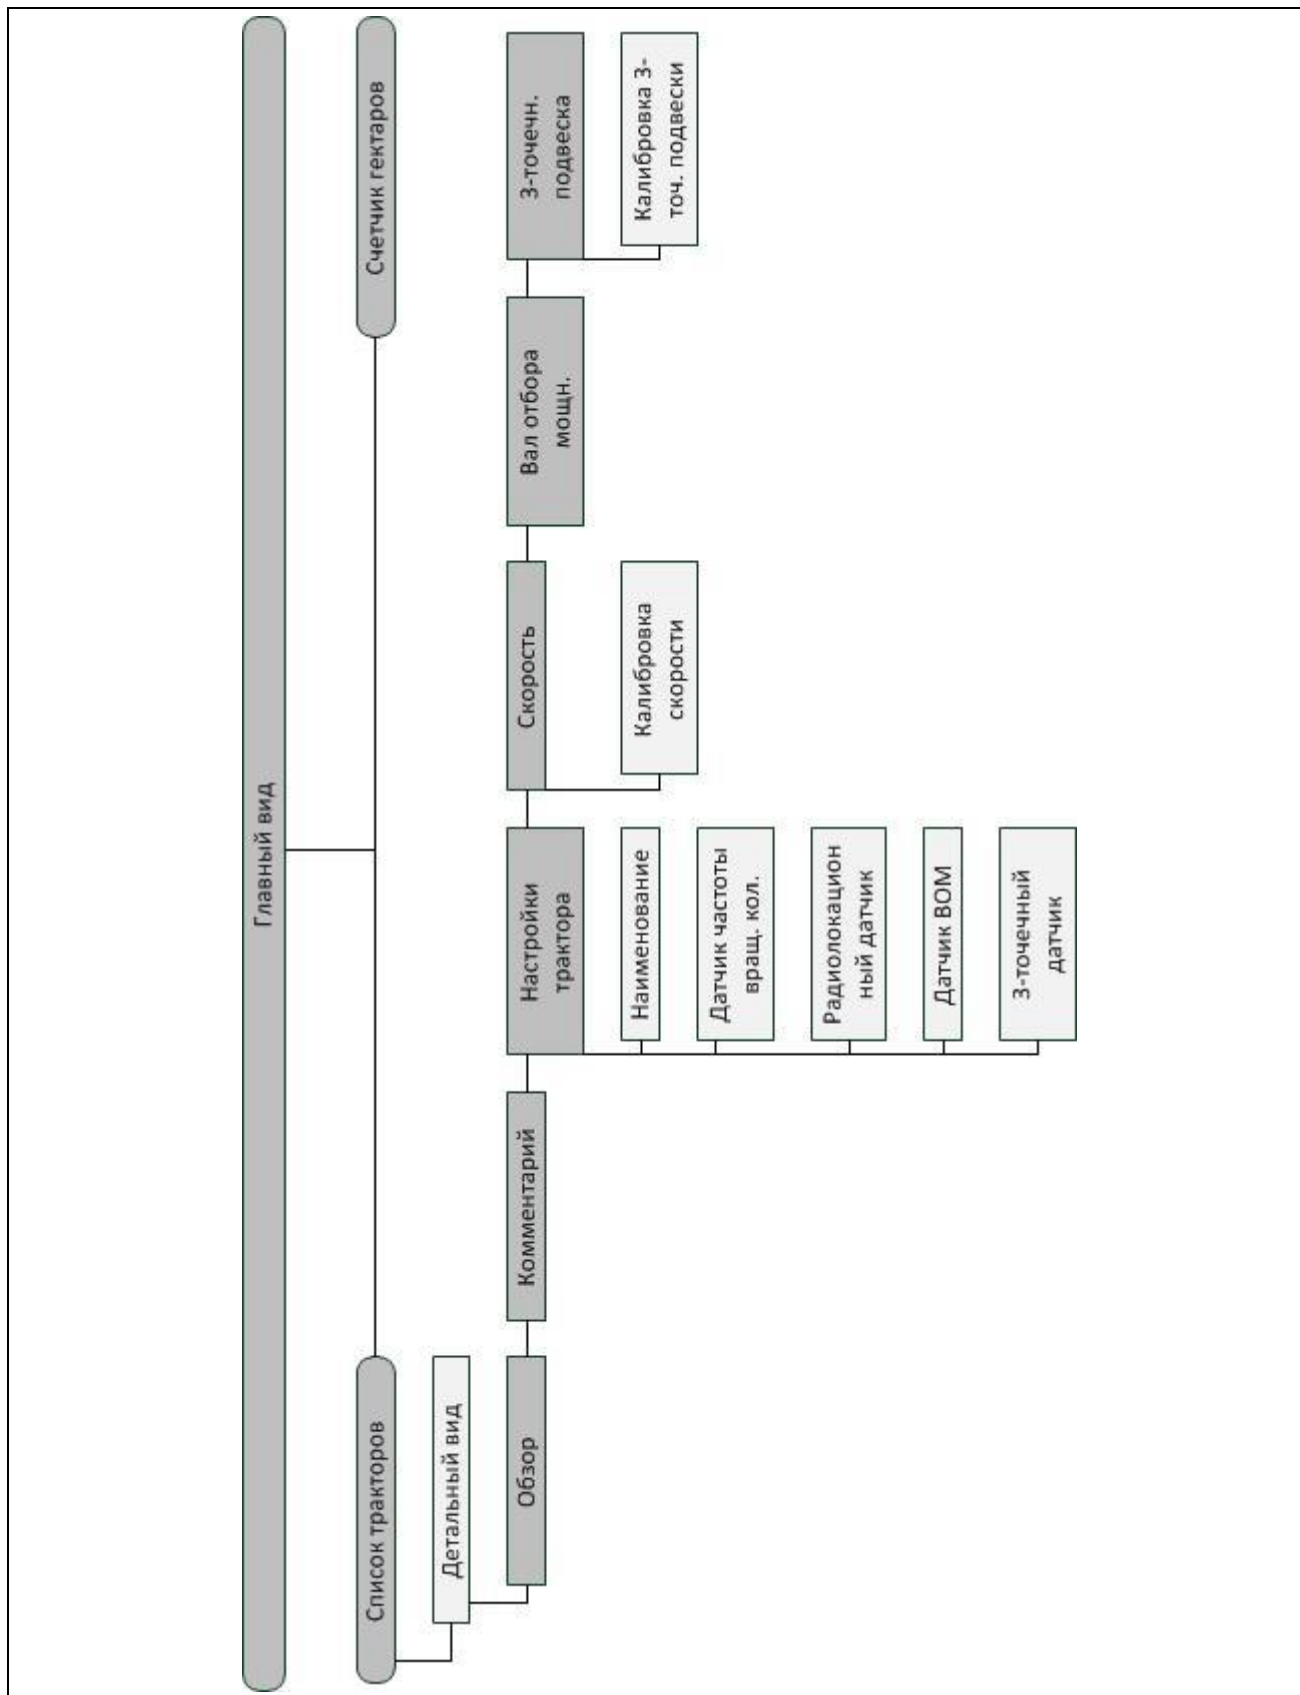 Главный вид
Список тракторов
Счетчик гектаров
Детальный вид
Обзор
Комментарий
Настройки
трактора
Наименование
Датчик частоты
вращ. кол.
Радиолокацион
ный датчик
Датчик ВОМ
3-точечный
датчик
Скорость
Калибровка
скорости
Вал отбора
мощн.
3-точечн.
подвеска
Калибровка 3-
точ. подвески